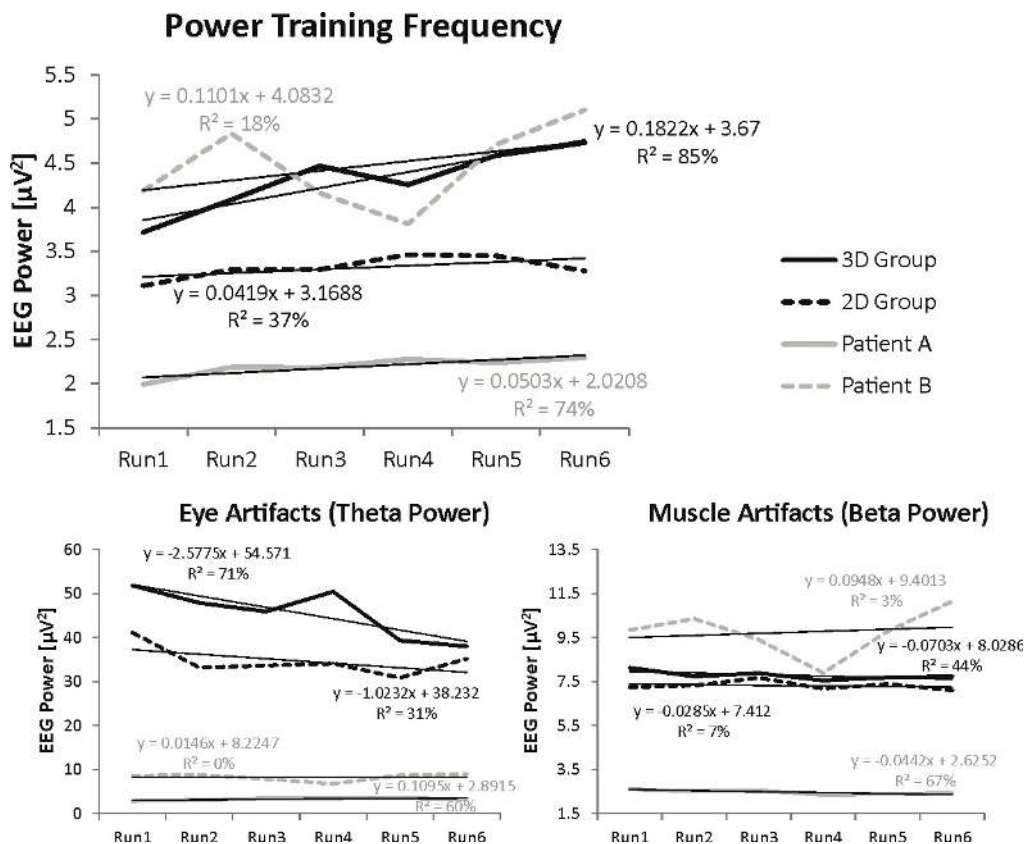 Power Training Frequency
EEG Power [µV²]
5.5
5
4.5
4
3.5
3
2.5
2
1.5
y = 0.1101x + 4.0832
R² = 18%
y = 0.1822x + 3.67
R² = 85%
y = 0.0419x + 3.1688
R² = 37%
y = 0.0503x + 2.0208
R² = 74%
Run1 Run2 Run3 Run4 Run5 Run6
3D Group
2D Group
Patient A
Patient B
Eye Artifacts (Theta Power)
EEG Power [µV²]
60
50
40
30
20
10
0
y = -2.5775x + 54.571
R² = 71%
y = -1.0232x + 38.232
R² = 31%
y = 0.0146x + 8.2247
R² = 0%
y = 0.1095x + 2.8915
R² = 60%
Run1 Run2 Run3 Run4 Run5 Run6
Muscle Artifacts (Beta Power)
EEG Power [µV²]
13.5
11.5
9.5
7.5
5.5
3.5
1.5
y = 0.0948x + 9.4013
R² = 3%
y = -0.0703x + 8.0286
R² = 44%
y = -0.0285x + 7.412
R² = 7%
y = -0.0442x + 2.6252
R² = 67%
Run1 Run2 Run3 Run4 Run5 Run6